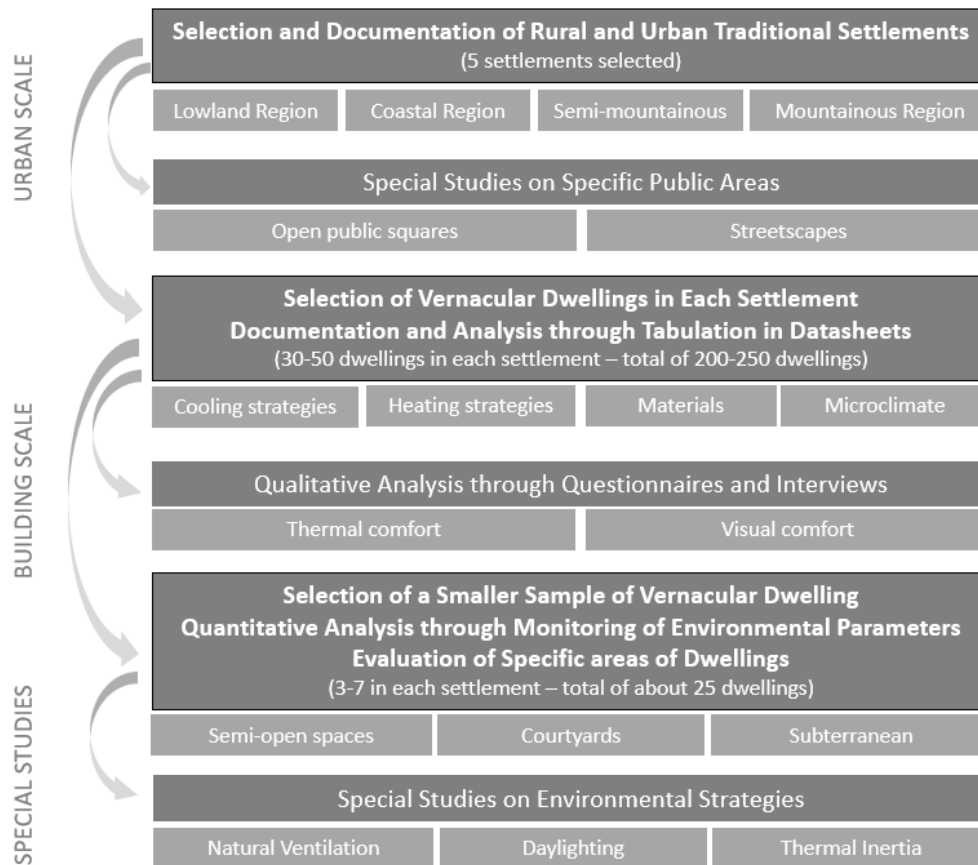 URBAN SCALE
Selection and Documentation of Rural and Urban Traditional Settlements
(5 settlements selected)
Lowland Region
Coastal Region
Semi-mountainous
Mountainous Region
Special Studies on Specific Public Areas
Open public squares
Streetscapes
BUILDING SCALE
Selection of Vernacular Dwellings in Each Settlement
Documentation and Analysis through Tabulation in Datasheets
(30-50 dwellings in each settlement – total of 200-250 dwellings)
Cooling strategies
Heating strategies
Materials
Microclimate
Qualitative Analysis through Questionnaires and Interviews
Thermal comfort
Visual comfort
SPECIAL STUDIES
Selection of a Smaller Sample of Vernacular Dwelling
Quantitative Analysis through Monitoring of Environmental Parameters
Evaluation of Specific areas of Dwellings
(3-7 in each settlement – total of about 25 dwellings)
Semi-open spaces
Courtyards
Subterranean
Special Studies on Environmental Strategies
Natural Ventilation
Daylighting
Thermal Inertia